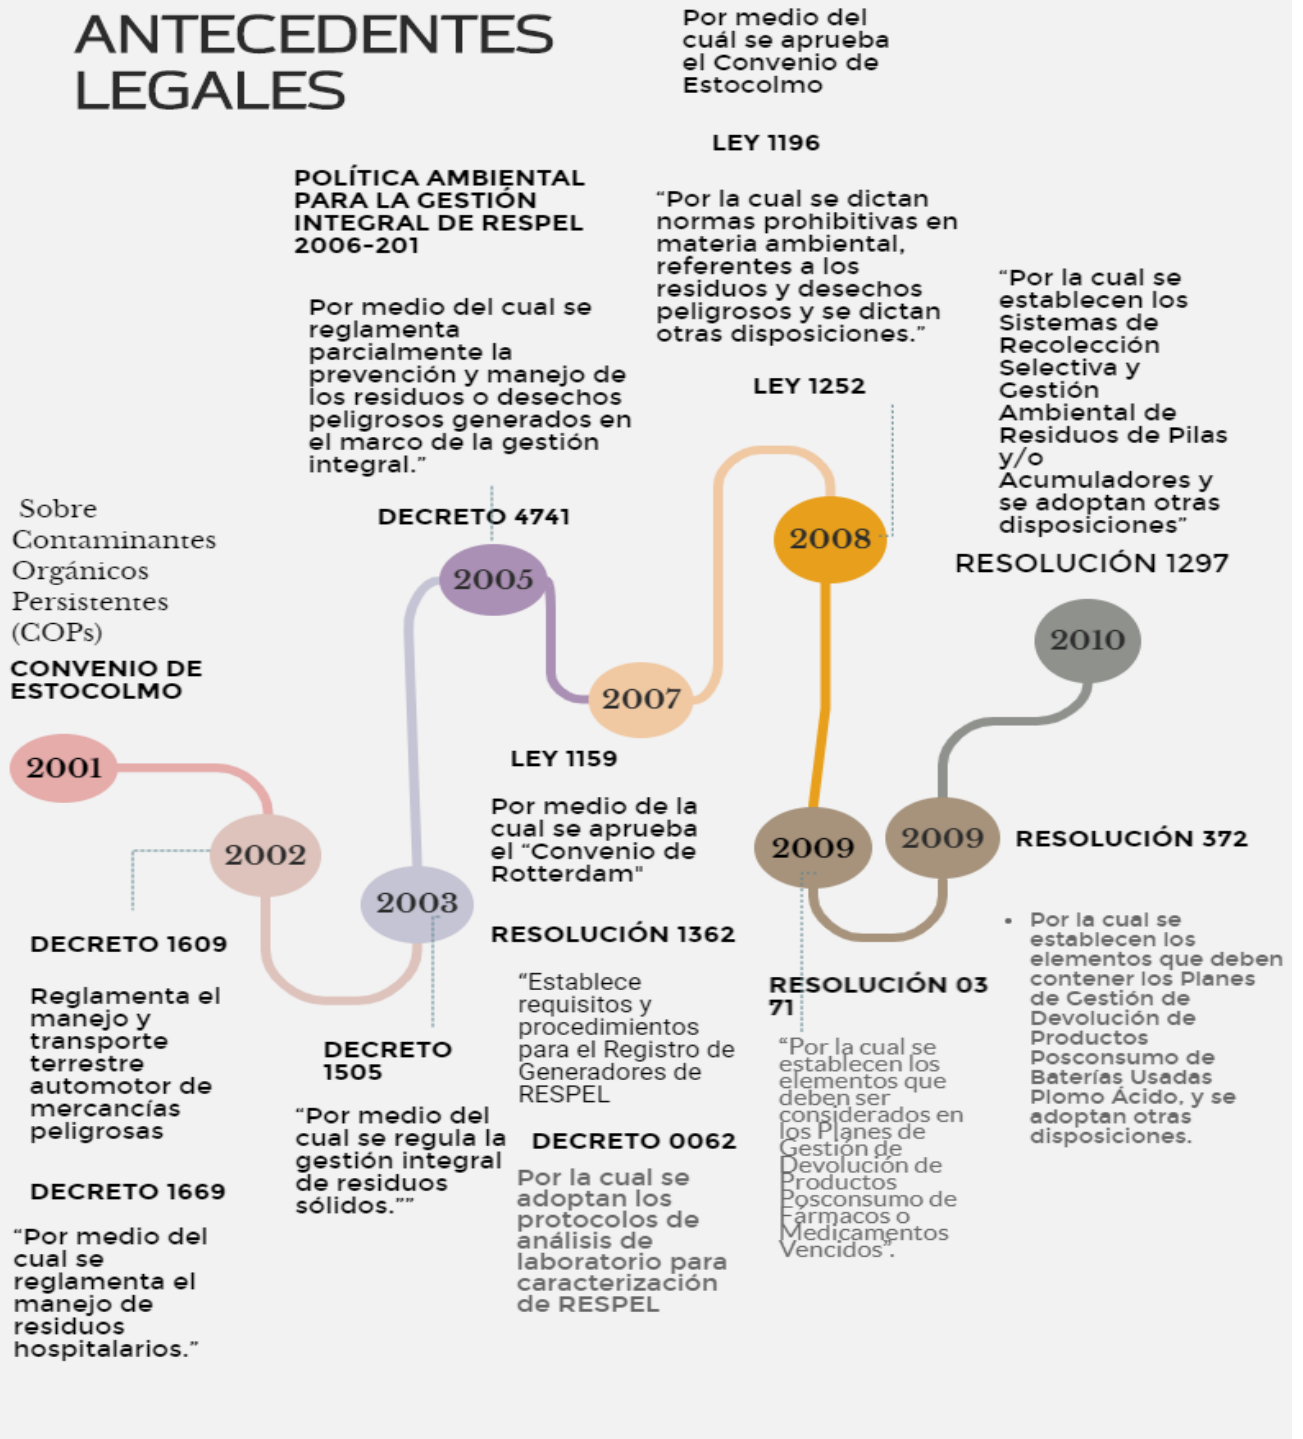 ANTECEDENTES
LEGALES
Por medio del
cuál se aprueba
el Convenio de
Estocolmo
LEY 1196
POLÍTICA AMBIENTAL
PARA LA GESTIÓN
INTEGRAL DE RESPEL
2006-201
“Por la cual se dictan
normas prohibitivas en
materia ambiental,
referentes a los
residuos y desechos
peligrosos y se dictan
otras disposiciones.”
LEY 1252
“Por la cual se
establecen los
Sistemas de
Recolección
Selectiva y
Gestión
Ambiental de
Residuos de Pilas
y/o
Acumuladores y
se adoptan otras
disposiciones”
RESOLUCIÓN 1297
Por medio del cual se
reglamenta
parcialmente la
prevención y manejo de
los residuos o desechos
peligrosos generados en
el marco de la gestión
integral.”
DECRETO 4741
Sobre
Contaminantes
Orgánicos
Persistentes
(COPs)
CONVENIO DE
ESTOCOLMO
2001
2002
2003
2005
2007
2008
2009
2009
2010
DECRETO 1609
Reglamenta el
manejo y
transporte
terrestre
automotor de
mercancías
peligrosas
DECRETO 1669
“Por medio del
cual se
reglamenta el
manejo de
residuos
hospitalarios.”
DECRETO
1505
“Por medio del
cual se regula la
gestión integral
de residuos
sólidos.””
LEY 1159
Por medio de la
cual se aprueba
el “Convenio de
Rotterdam"
RESOLUCIÓN 1362
“Establece
requisitos y
procedimientos
para el Registro de
Generadores de
RESPEL
DECRETO 0062
Por la cual se
adoptan los
protocolos de
análisis de
laboratorio para
caracterización
de RESPEL
RESOLUCIÓN 03
71
“Por la cual se
establecen los
elementos que
deben ser
considerados en
los Planes de
Gestión de
Devolución de
Productos
Posconsumo de
Fármacos o
Medicamentos
Vencidos”.
RESOLUCIÓN 372
• Por la cual se
establecen los
elementos que deben
contener los Planes
de Gestión de
Devolución de
Productos
Posconsumo de
Baterías Usadas
Plomo Ácido, y se
adoptan otras
disposiciones.